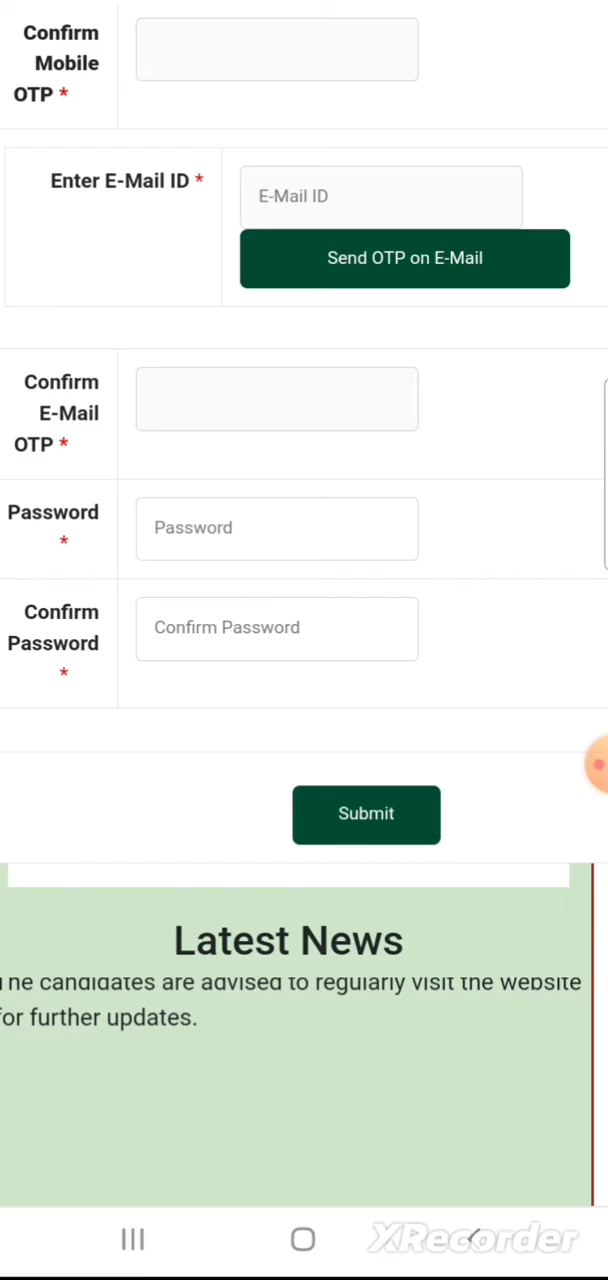 Confirm
Mobile
OTP *
Enter E-Mail ID *
E-Mail ID
Send OTP on E-Mail
Confirm
E-Mail
OTP *
Password
*
Password
Confirm
Password
*
Confirm Password
Submit
Latest News
The candidates are advised to regularly visit the website
for further updates.
XRecorder